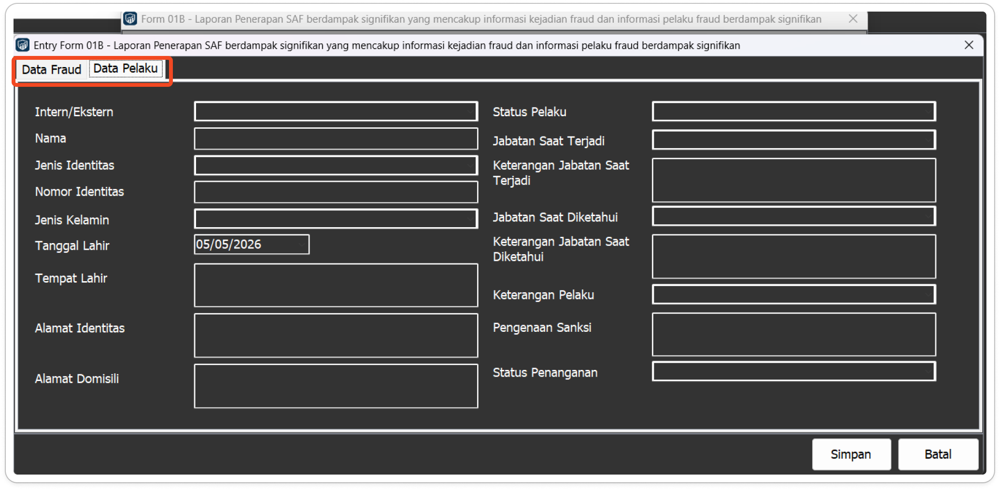 Form 01B - Laporan Penerapan SAF berdampak signifikan yang mencakup informasi kejadian fraud dan informasi pelaku fraud berdampak signifikan
Entry Form 01B - Laporan Penerapan SAF berdampak signifikan yang mencakup informasi kejadian fraud dan informasi pelaku fraud berdampak signifikan
Data Fraud Data Pelaku
Intern/Ekstern
Nama
Jenis Identitas
Nomor Identitas
Jenis Kelamin
Tanggal Lahir 05/05/2026
Tempat Lahir
Alamat Identitas
Alamat Domisili
Status Pelaku
Jabatan Saat Terjadi
Keterangan Jabatan Saat
Terjadi
Jabatan Saat Diketahui
Keterangan Jabatan Saat
Diketahui
Keterangan Pelaku
Pengenaan Sanksi
Status Penanganan
Simpan Batal